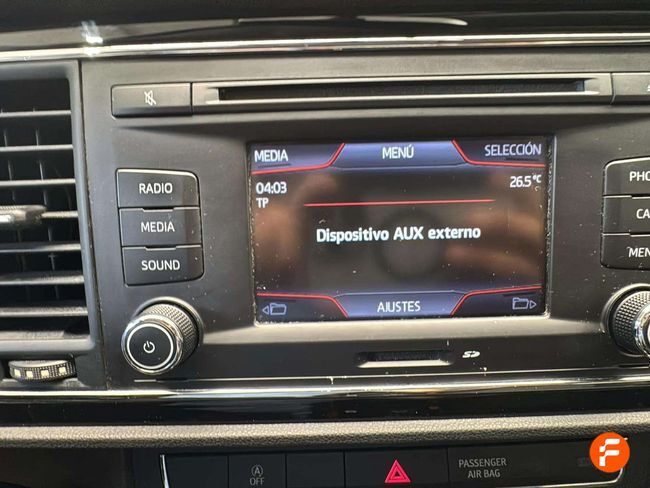 MEDIA MENÚ SELECCIÓN
04:03 26.5°C
TP
Dispositivo AUX externo
AJUSTES
RADIO
MEDIA
SOUND
PHO
CA
MEN
SD
A
OFF
PASSENGER
AIR BAG